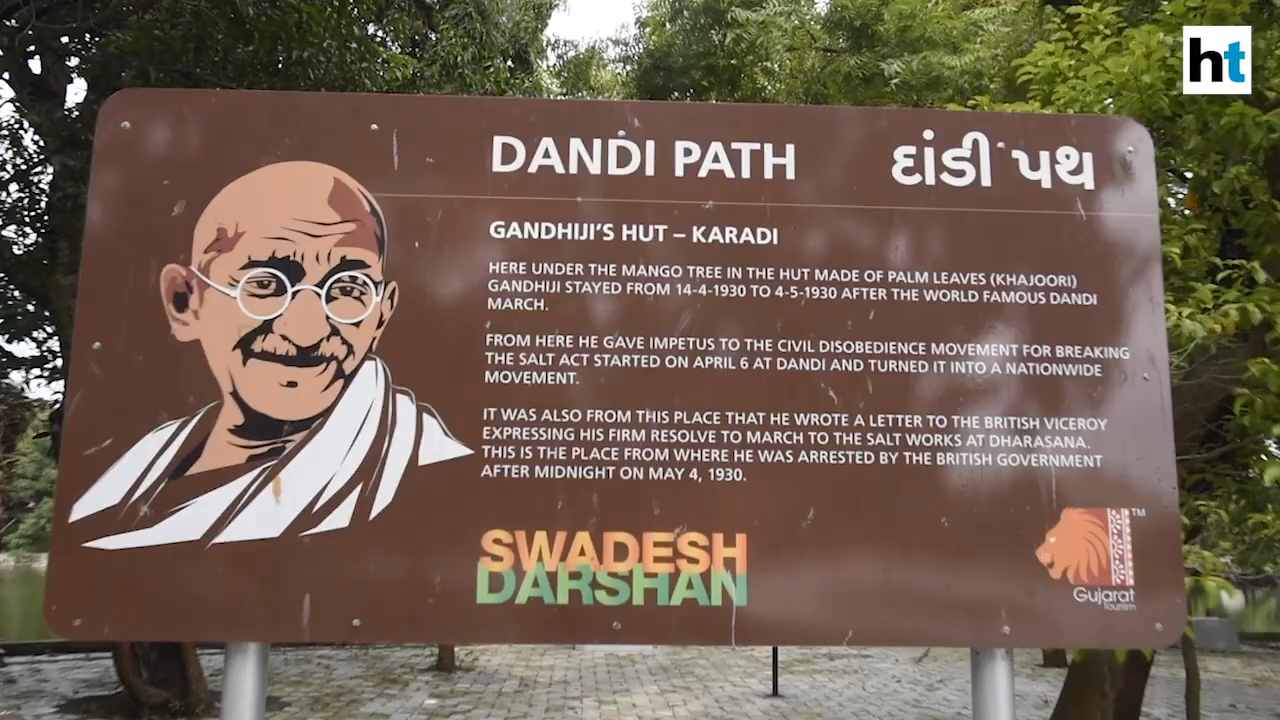 ht
DANDI PATH દાંડી પથ
GANDHIJI'S HUT – KARADI
HERE UNDER THE MANGO TREE IN THE HUT MADE OF PALM LEAVES (KHAJOORI)
GANDHIJI STAYED FROM 14-4-1930 TO 4-5-1930 AFTER THE WORLD FAMOUS DANDI
MARCH.
FROM HERE HE GAVE IMPETUS TO THE CIVIL DISOBEDIENCE MOVEMENT FOR BREAKING
THE SALT ACT STARTED ON APRIL 6 AT DANDI AND TURNED IT INTO A NATIONWIDE
MOVEMENT.
IT WAS ALSO FROM THIS PLACE THAT HE WROTE A LETTER TO THE BRITISH VICEROY
EXPRESSING HIS FIRM RESOLVE TO MARCH TO THE SALT WORKS AT DHARASANA.
THIS IS THE PLACE FROM WHERE HE WAS ARRESTED BY THE BRITISH GOVERNMENT
AFTER MIDNIGHT ON MAY 4, 1930.
SWADESH
DARSHAN
TM
Gujarat
Tourism